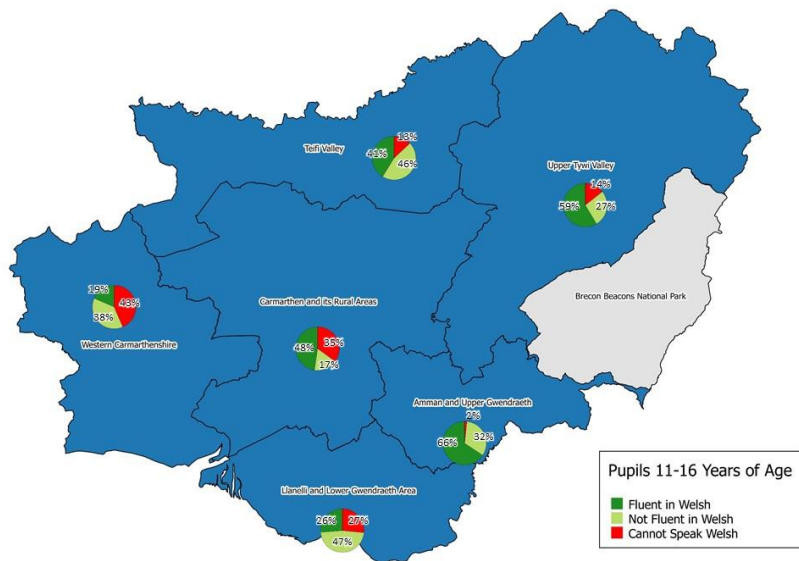 Teifi Valley
13%
41%
46%
Upper Tywi Valley
14%
59%
27%
Brecon Beacons National Park
19%
43%
38%
Western Carmarthenshire
Carmarthen and its Rural Areas
35%
48%
17%
Amman and Upper Gwendraeth
2%
32%
66%
Llanelli and Lower Gwendraeth Area
26%
27%
47%
Pupils 11-16 Years of Age
Fluent in Welsh
Not Fluent in Welsh
Cannot Speak Welsh